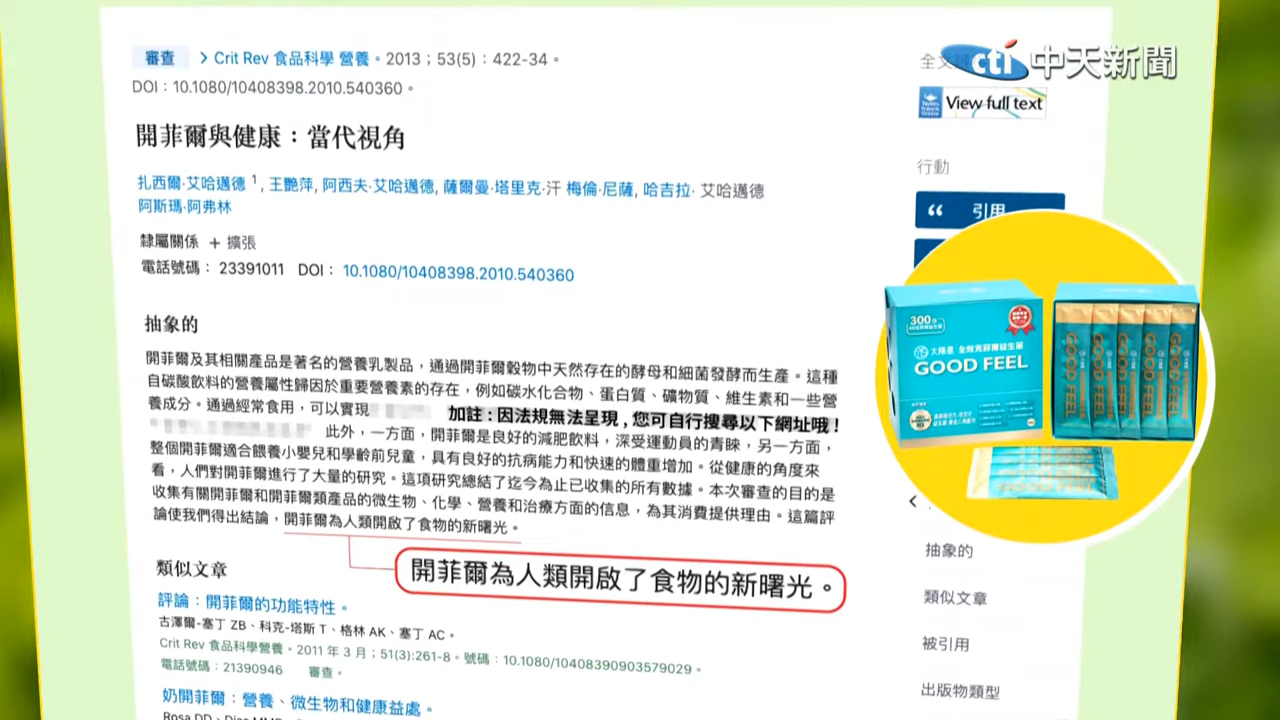 審查 > Crit Rev 食品科學 營養。2013；53(5)：422-34。
DOI：10.1080/10408398.2010.540360。
開菲爾與健康：當代視角
扎西爾·艾哈邁德 1, 王艷萍, 阿西夫·艾哈邁德, 薩爾曼·塔里克·汗 梅倫·尼薩, 哈吉拉· 艾哈邁德
阿斯瑪·阿弗林
隸屬關係 + 擴張
電話號碼： 23391011 DOI： 10.1080/10408398.2010.540360
抽象的
開菲爾及其相關產品是著名的營養乳製品，通過開菲爾穀物中天然存在的酵母和細菌發酵而生產。這種
自碳酸飲料的營養屬性歸因於重要營養素的存在，例如碳水化合物、蛋白質、礦物質、維生素和一些營
養成分。通過經常食用，可以實現
加註：因法規無法呈現，您可自行搜尋以下網址哦！
此外，一方面，開菲爾是良好的減肥飲料，深受運動員的青睞，另一方面，
整個開菲爾適合餵養小嬰兒和學齡前兒童，具有良好的抗病能力和快速的體重增加。從健康的角度來
看，人們對開菲爾進行了大量的研究。這項研究總結了迄今為止已收集的所有數據。本次審查的目的是
收集有關開菲爾和開菲爾類產品的微生物、化學、營養和治療方面的信息，為其消費提供理由。這篇評
論使我們得出結論，開菲爾為人類開啟了食物的新曙光。
開菲爾為人類開啟了食物的新曙光。
類似文章
評論：開菲爾的功能特性。
古澤爾-塞丁 ZB、科克-塔斯 T、格林 AK、塞丁 AC。
Crit Rev 食品科學營養。2011 年 3 月；51(3):261-8。號碼：10.1080/10408390903579029。
電話號碼：21390946 審查。
奶開菲爾：營養、微生物和健康益處。
全文
cti 中天新聞
View full text
行動
“ 引用
300
太陽星 全效克菲爾益生菌
GOOD FEEL
GOOD FEEL
GOOD FEEL
GOOD FEEL
GOOD FEEL
GOOD FEEL
抽象的
類似文章
被引用
出版物類型